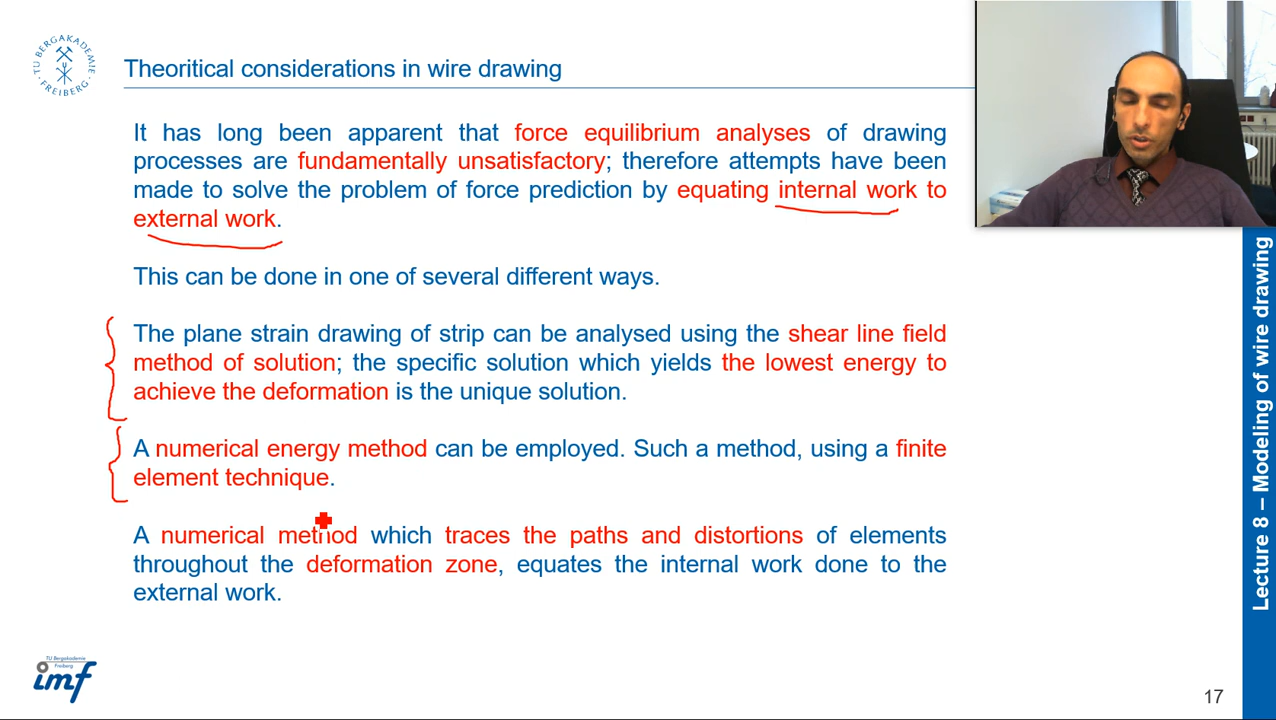 TU BERGAKADEMIE
FREIBERG
Theoritical considerations in wire drawing
It has long been apparent that force equilibrium analyses of drawing
processes are fundamentally unsatisfactory; therefore attempts have been
made to solve the problem of force prediction by equating internal work to
external work.
This can be done in one of several different ways.
The plane strain drawing of strip can be analysed using the shear line field
method of solution; the specific solution which yields the lowest energy to
achieve the deformation is the unique solution.
A numerical energy method can be employed. Such a method, using a finite
element technique.
A numerical method which traces the paths and distortions of elements
throughout the deformation zone, equates the internal work done to the
external work.
Lecture 8 – Modeling of wire drawing
TU Bergakademie
Freiberg
imf
17